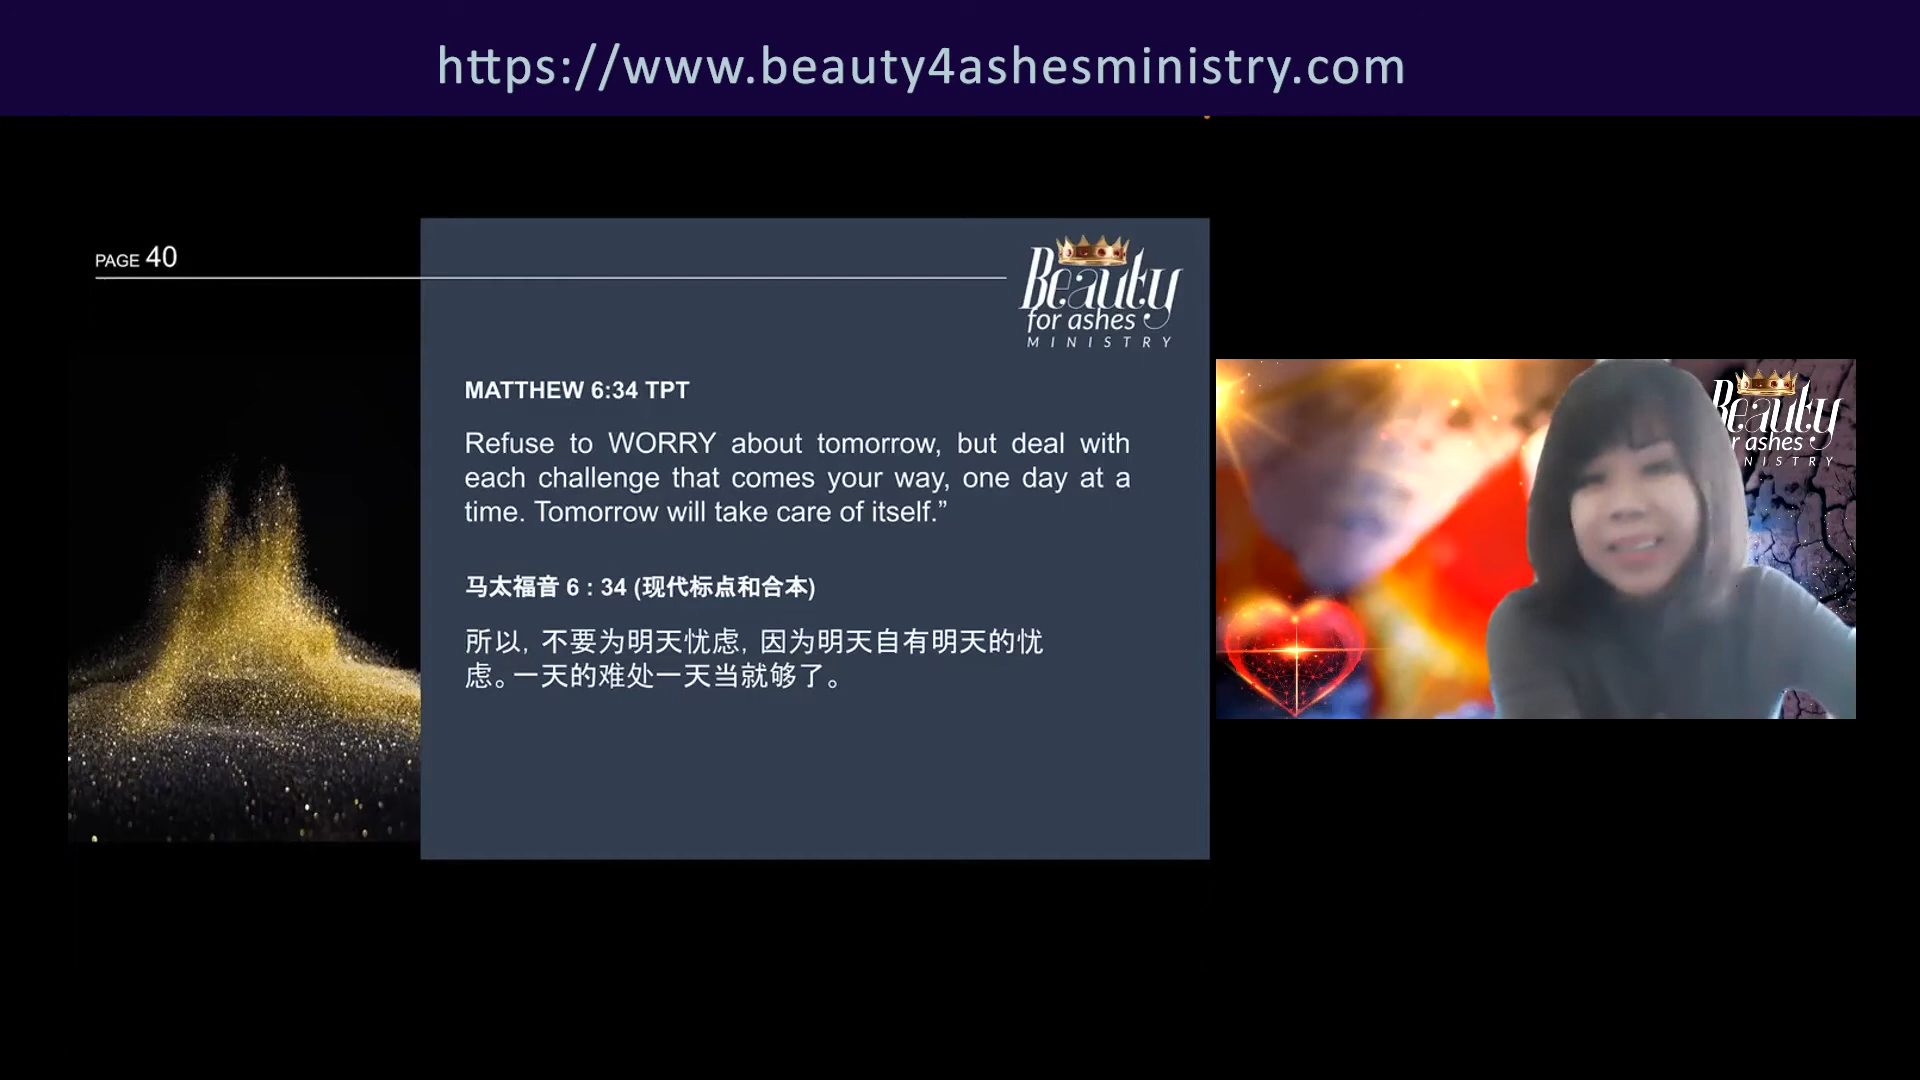 https://www.beauty4ashesministry.com
PAGE 40
Beauty
for ashes
MINISTRY
MATTHEW 6:34 TPT
Refuse to WORRY about tomorrow, but deal with
each challenge that comes your way, one day at a
time. Tomorrow will take care of itself.”
马太福音 6 : 34 (现代标点和合本)
所以, 不要为明天忧虑, 因为明天自有明天的忧
虑。一天的难处一天当就够了。
Beauty
r ashes
NISTRY